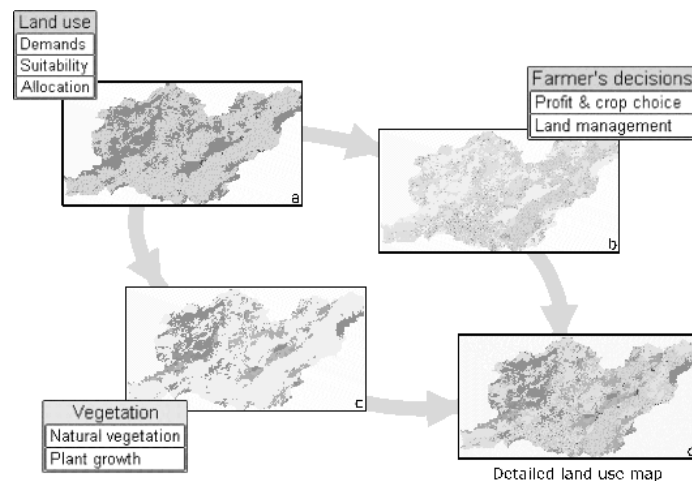 Land use
Demands
Suitability
Allocation
a
Farmer's decisions
Profit & crop choice
Land management
b
c
Vegetation
Natural vegetation
Plant growth
d
Detailed land use map